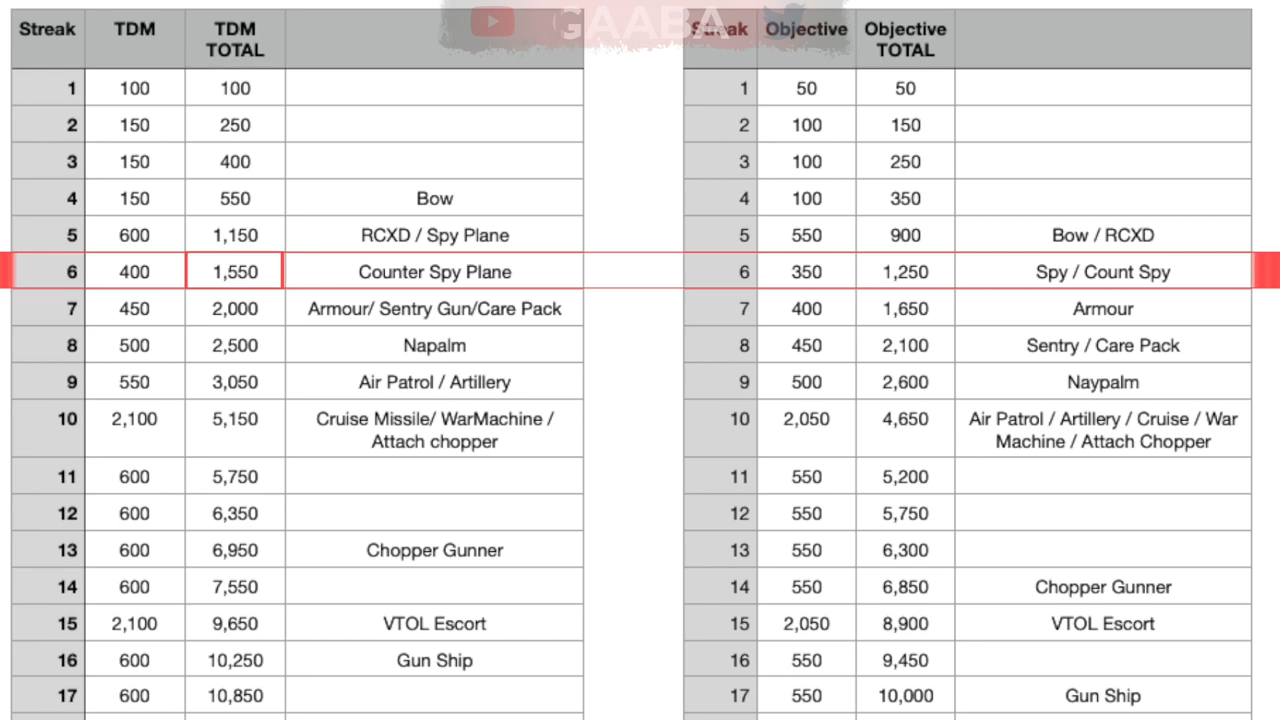 GAABA
Streak TDM TDM TOTAL
1 100 100
2 150 250
3 150 400
4 150 550 Bow
5 600 1,150 RCXD / Spy Plane
6 400 1,550 Counter Spy Plane
7 450 2,000 Armour/ Sentry Gun/Care Pack
8 500 2,500 Napalm
9 550 3,050 Air Patrol / Artillery
10 2,100 5,150 Cruise Missile/ WarMachine /
Attach chopper
11 600 5,750
12 600 6,350
13 600 6,950 Chopper Gunner
14 600 7,550
15 2,100 9,650 VTOL Escort
16 600 10,250 Gun Ship
17 600 10,850
Streak Objective Objective TOTAL
1 50 50
2 100 150
3 100 250
4 100 350
5 550 900 Bow / RCXD
6 350 1,250 Spy / Count Spy
7 400 1,650 Armour
8 450 2,100 Sentry / Care Pack
9 500 2,600 Naypalm
10 2,050 4,650 Air Patrol / Artillery / Cruise / War
Machine / Attach Chopper
11 550 5,200
12 550 5,750
13 550 6,300
14 550 6,850 Chopper Gunner
15 2,050 8,900 VTOL Escort
16 550 9,450
17 550 10,000 Gun Ship